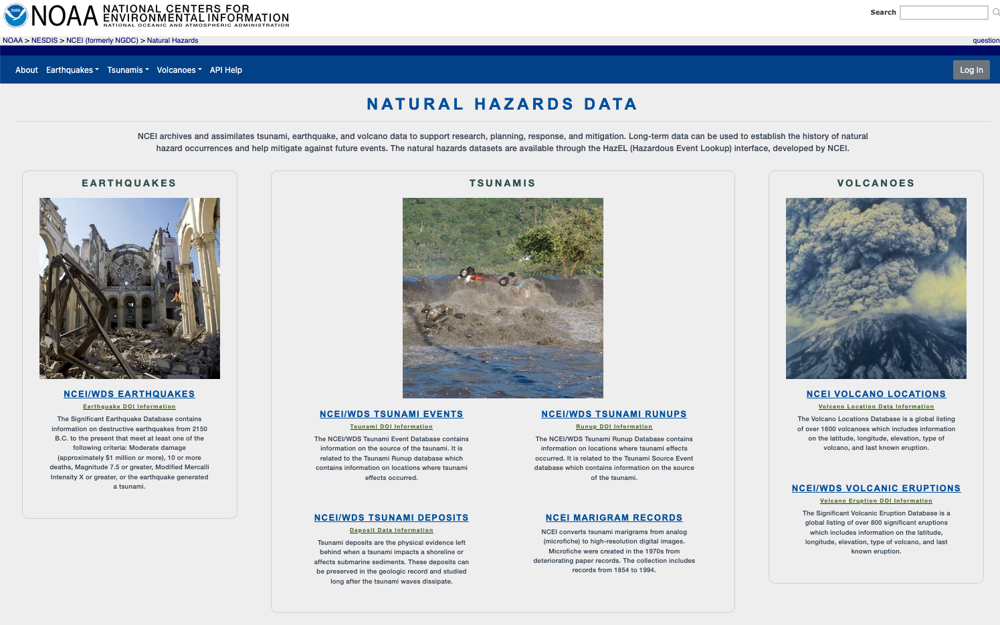 NOAA
NOAA NATIONAL CENTERS FOR
ENVIRONMENTAL INFORMATION
NATIONAL OCEANIC AND ATMOSPHERIC ADMINISTRATION
Search
NOAA > NESDIS > NCEI (formerly NGDC) > Natural Hazards
question
About Earthquakes Tsunamis Volcanoes API Help
Log In
NATURAL HAZARDS DATA
NCEI archives and assimilates tsunami, earthquake, and volcano data to support research, planning, response, and mitigation. Long-term data can be used to establish the history of natural
hazard occurrences and help mitigate against future events. The natural hazards datasets are available through the HazEL (Hazardous Event Lookup) interface, developed by NCEI.
EARTHQUAKES
NCEI/WDS EARTHQUAKES
Earthquake DOI Information
The Significant Earthquake Database contains
information on destructive earthquakes from 2150
B.C. to the present that meet at least one of the
following criteria: Moderate damage
(approximately $1 million or more), 10 or more
deaths, Magnitude 7.5 or greater, Modified Mercalli
Intensity X or greater, or the earthquake generated
a tsunami.
TSUNAMIS
NCEI/WDS TSUNAMI EVENTS
Tsunami DOI Information
The NCEI/WDS Tsunami Event Database contains
information on the source of the tsunami. It is
related to the Tsunami Runup database which
contains information on locations where tsunami
effects occurred.
NCEI/WDS TSUNAMI RUNUPS
Runup DOI Information
The NCEI/WDS Tsunami Runup Database contains
information on locations where tsunami effects
occurred. It is related to the Tsunami Source Event
database which contains information on the source
of the tsunami.
NCEI/WDS TSUNAMI DEPOSITS
Deposit Data Information
Tsunami deposits are the physical evidence left
behind when a tsunami impacts a shoreline or
affects submarine sediments. These deposits can
be preserved in the geologic record and studied
long after the tsunami waves dissipate.
NCEI MARIGRAM RECORDS
NCEI converts tsunami marigrams from analog
(microfiche) to high-resolution digital images.
Microfiche were created in the 1970s from
deteriorating paper records. The collection includes
records from 1854 to 1994.
VOLCANOES
NCEI VOLCANO LOCATIONS
Volcano Location Data Information
The Volcano Locations Database is a global listing
of over 1600 volcanoes which includes information
on the latitude, longitude, elevation, type of
volcano, and last known eruption.
NCEI/WDS VOLCANIC ERUPTIONS
Volcano Eruption DOI Information
The Significant Volcanic Eruption Database is a
global listing of over 800 significant eruptions
which includes information on the latitude,
longitude, elevation, type of volcano, and last
known eruption.